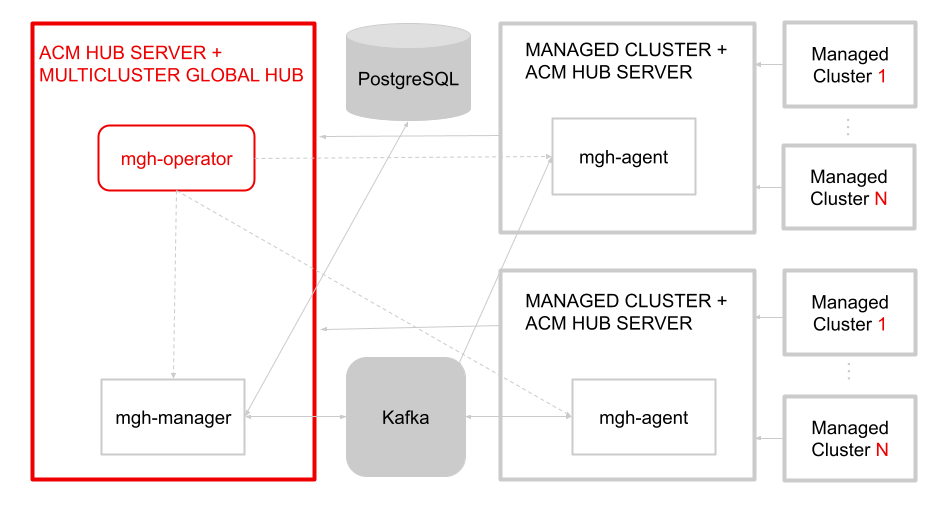 ACM HUB SERVER +
MULTICLUSTER GLOBAL HUB
mgh-operator
mgh-manager
PostgreSQL
Kafka
MANAGED CLUSTER +
ACM HUB SERVER
mgh-agent
Managed
Cluster 1
Managed
Cluster N
MANAGED CLUSTER +
ACM HUB SERVER
mgh-agent
Managed
Cluster 1
Managed
Cluster N